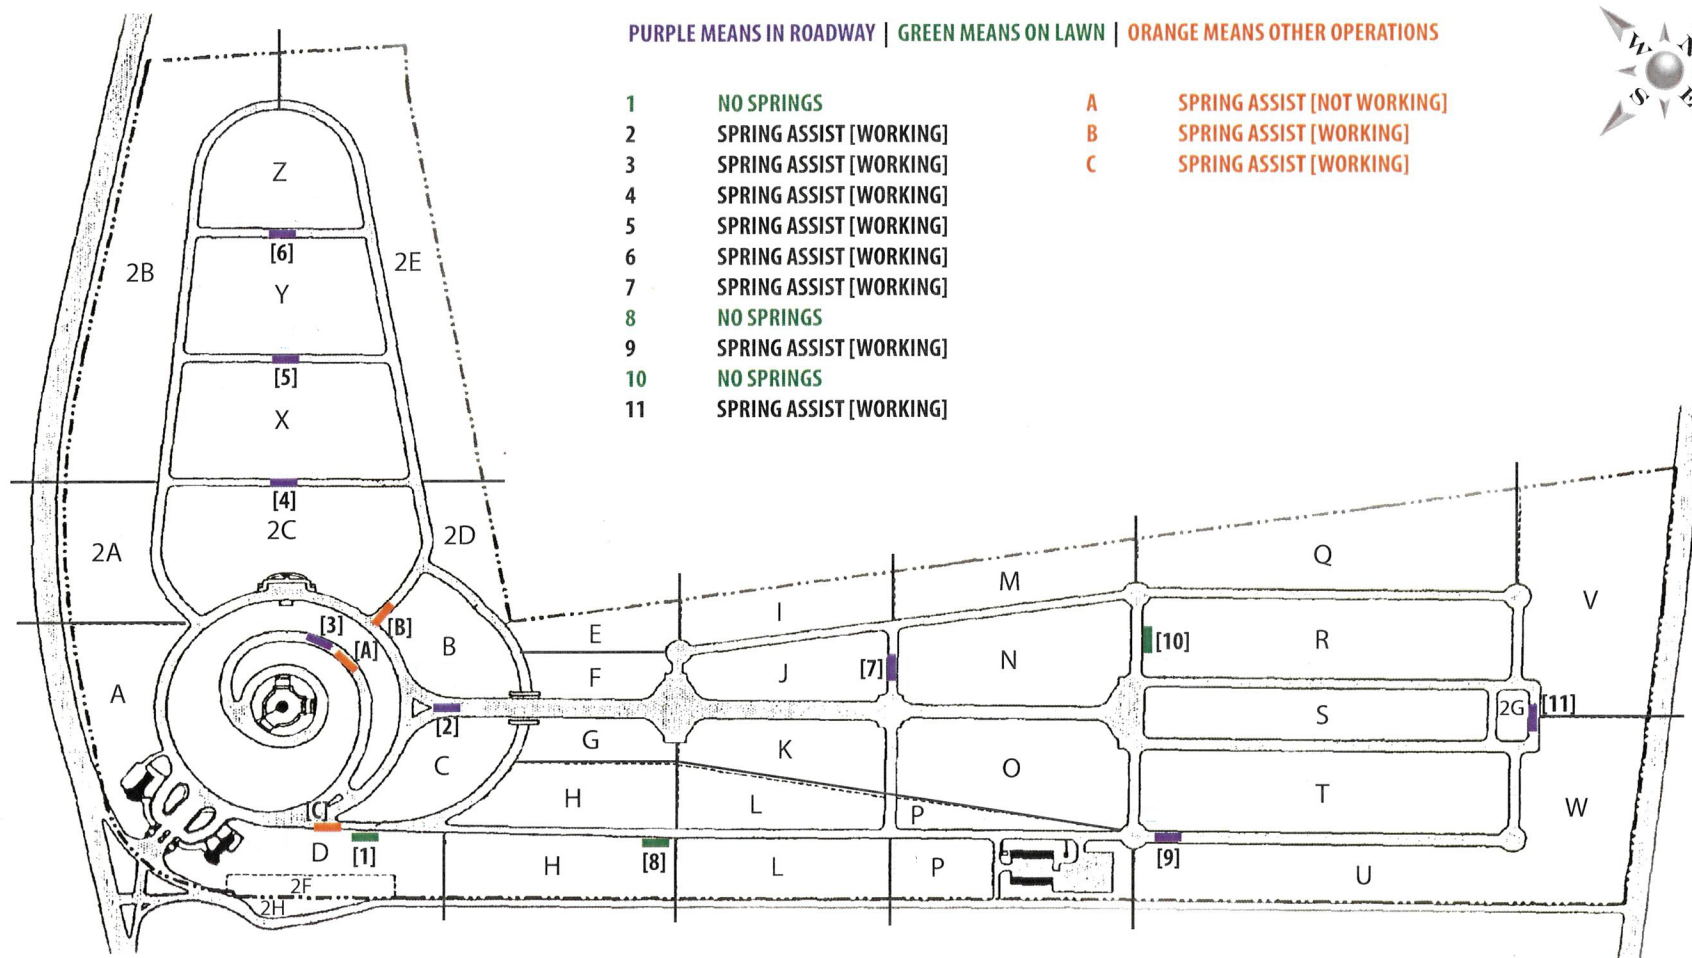 PURPLE MEANS IN ROADWAY | GREEN MEANS ON LAWN | ORANGE MEANS OTHER OPERATIONS
W N
S E
1 NO SPRINGS A SPRING ASSIST [NOT WORKING]
2 SPRING ASSIST [WORKING] B SPRING ASSIST [WORKING]
3 SPRING ASSIST [WORKING] C SPRING ASSIST [WORKING]
4 SPRING ASSIST [WORKING]
5 SPRING ASSIST [WORKING]
6 SPRING ASSIST [WORKING]
7 SPRING ASSIST [WORKING]
8 NO SPRINGS
9 SPRING ASSIST [WORKING]
10 NO SPRINGS
11 SPRING ASSIST [WORKING]
Z
[6]
2B
2E
Y
[5]
X
[4]
2C
2A
2D
Q
M
I
V
[3]
[B]
E
[A]
B
[7]
N
[10]
R
F
J
A
[2]
S
2G
[11]
G
K
C
O
H
L
P
T
W
[C]
D
[1]
H
[8]
L
P
[9]
U
2F
2H